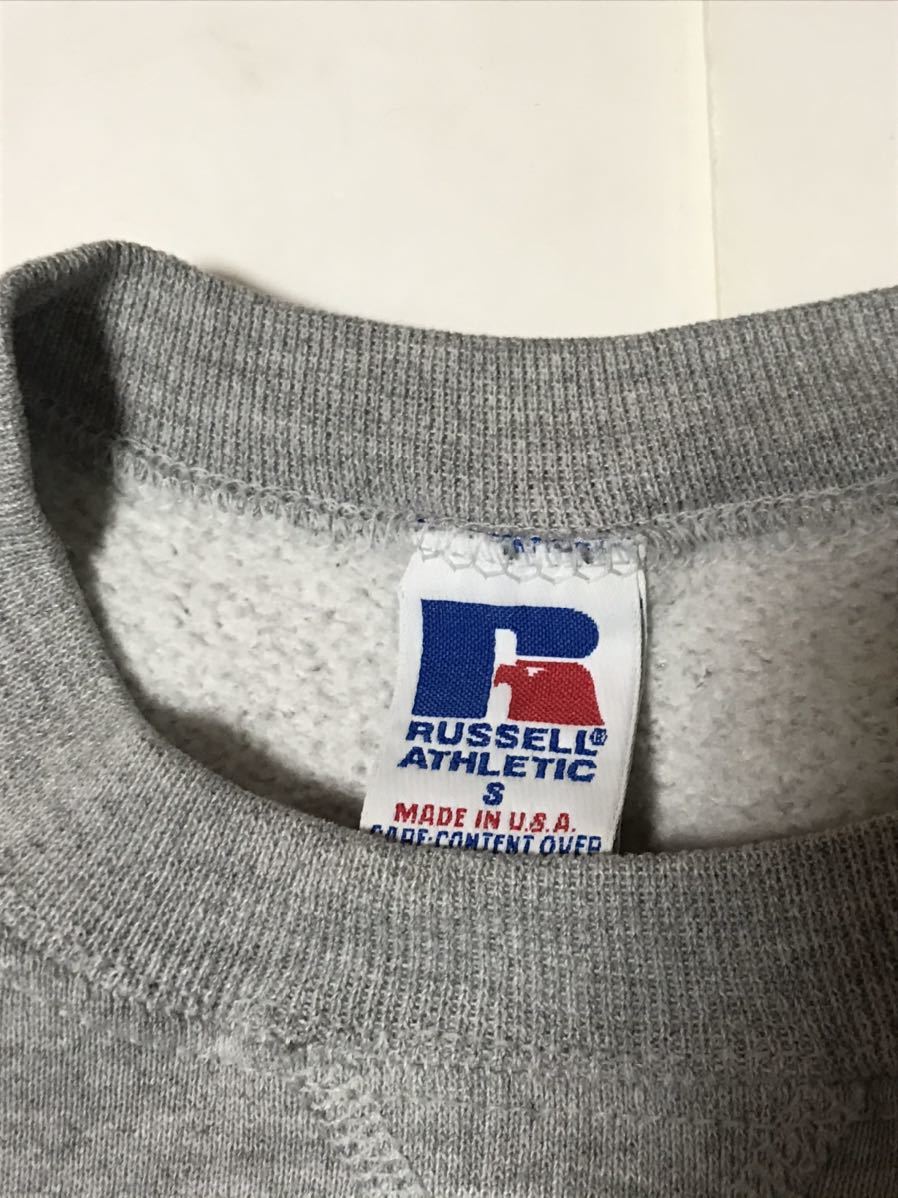 R
RUSSELL®
ATHLETIC
S
MADE IN U.S.A.
CARE·CONTENT OVER